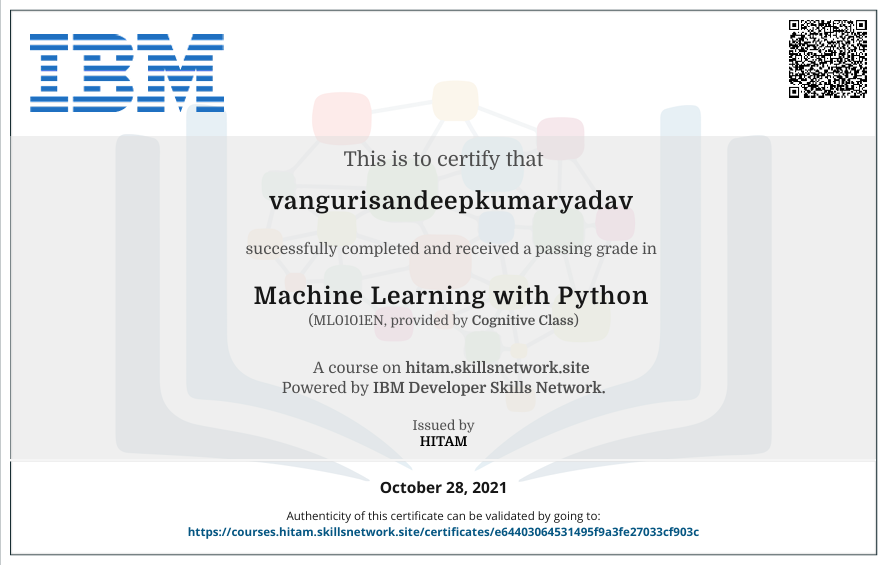 IBM
This is to certify that
vangurisandeepkumaryadav
successfully completed and received a passing grade in
Machine Learning with Python
(ML0101EN, provided by Cognitive Class)
A course on hitam.skillsnetwork.site
Powered by IBM Developer Skills Network.
Issued by
HITAM
October 28, 2021
Authenticity of this certificate can be validated by going to:
https://courses.hitam.skillsnetwork.site/certificates/e64403064531495f9a3fe27033cf903c